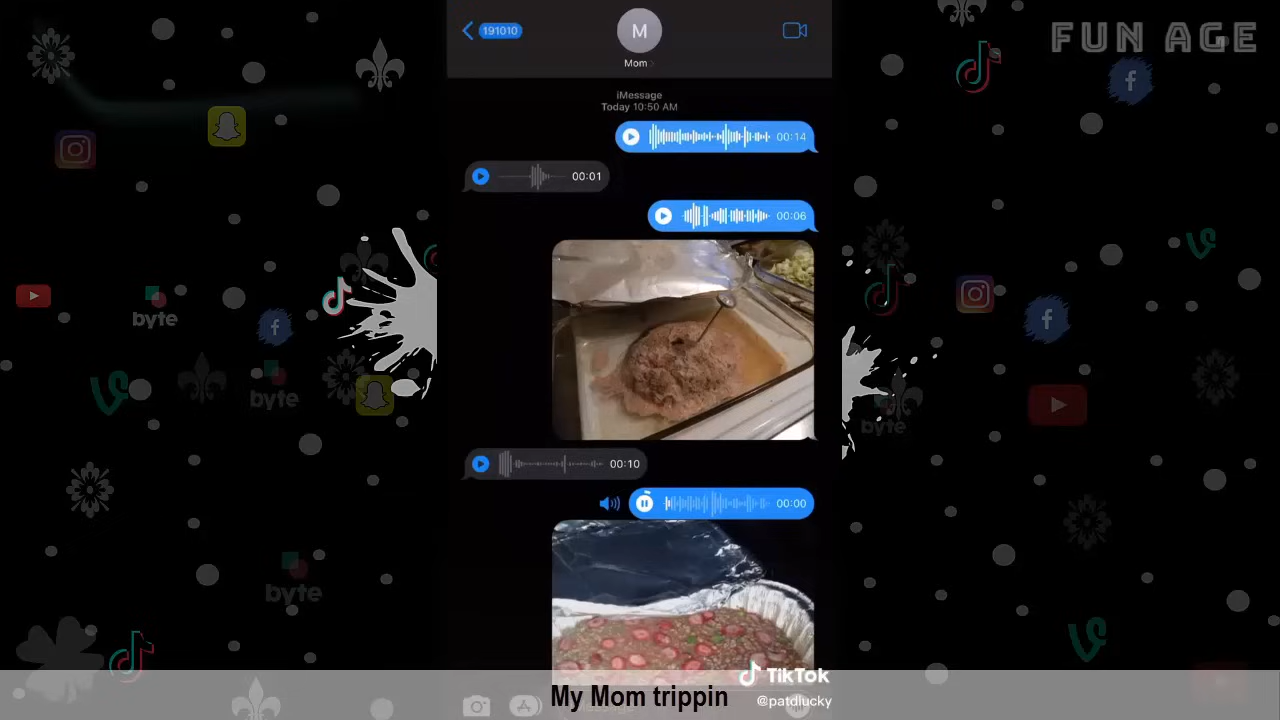 191010
M
Mom
FUN AGE
iMessage
Today 10:50 AM
00:14
00:01
00:06
00:10
00:00
byte
byte
byte
byte
TikTok
@patdlucky
My Mom trippin